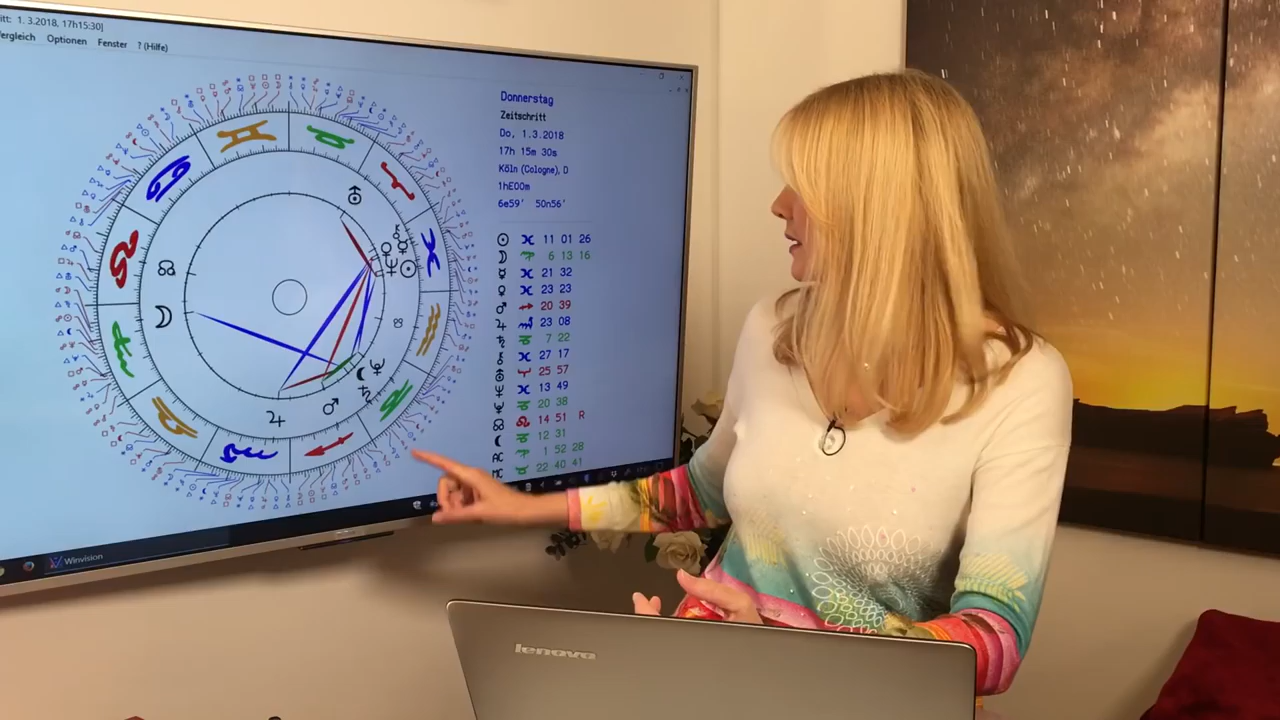 itt: 1. 3.2018, 17h15:30]
ergleich Optionen Fenster ? (Hilfe)
Donnerstag
Zeitschritt
Do, 1.3.2018
17h 15m 30s
Köln (Cologne), D
1hE00m
6e59' 50n56'
☉ ♓ 11 01 26
☽ ♍ 6 13 16
☿ ♓ 21 32
♀ ♓ 23 23
♂ ♐ 20 39
♃ ♏ 23 08
♄ ♑ 7 22
⚷ ♓ 27 17
♅ ♈ 25 57
♆ ♓ 13 49
♇ ♑ 20 38
☊ ♌ 14 51 R
⚸ ♑ 12 31
AC ♍ 1 52 28
MC ♉ 22 40 41
Winvision
lenovo